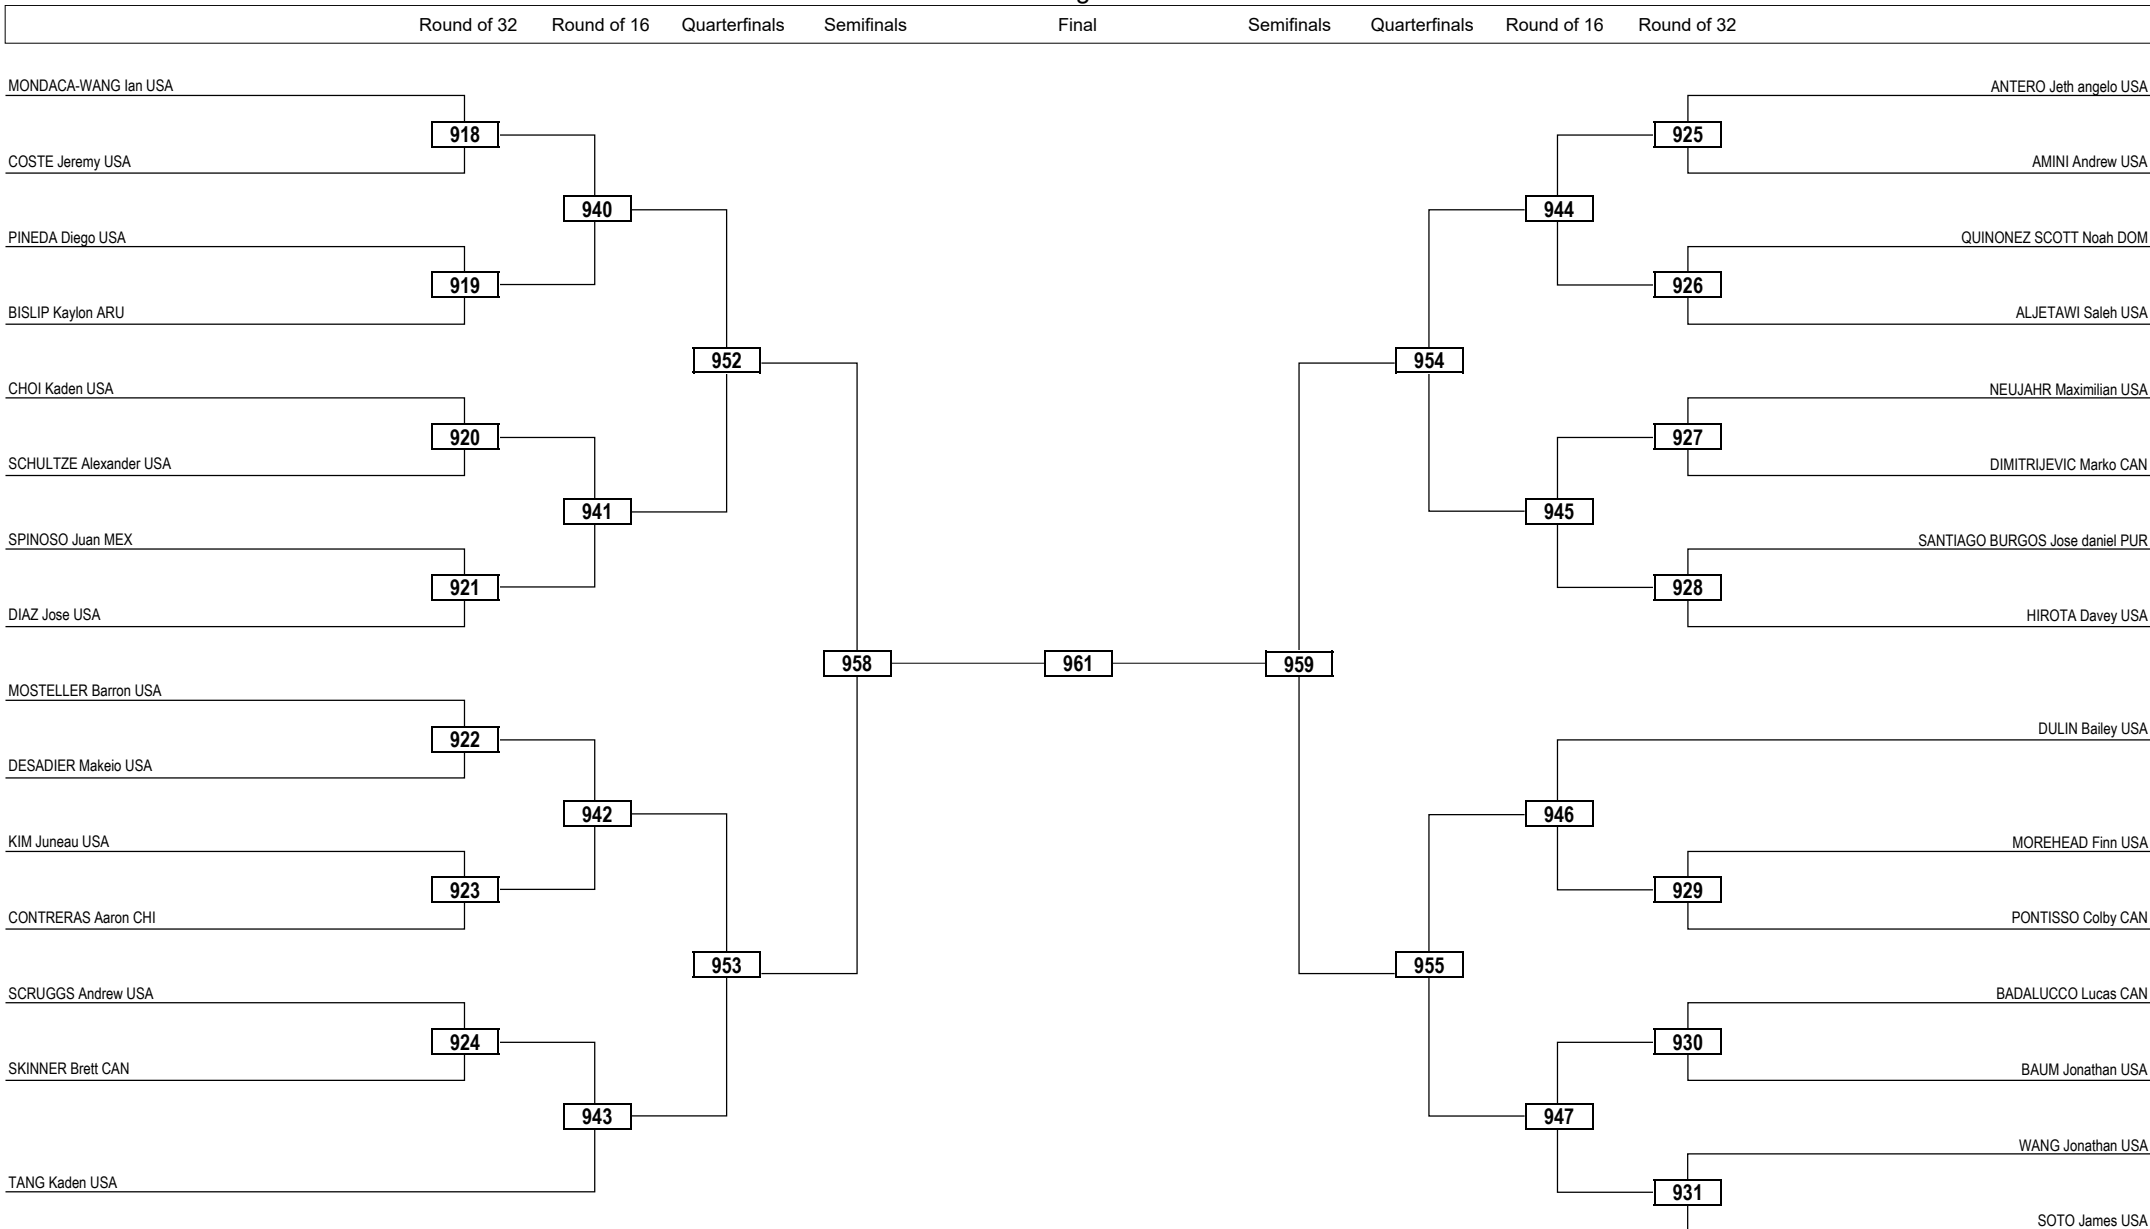 Round of 32 Round of 16 Quarterfinals Semifinals Final Semifinals Quarterfinals Round of 16 Round of 32
MONDACA-WANG Ian USA ANTERO Jeth angelo USA
918 925
COSTE Jeremy USA AMINI Andrew USA
940 944
PINEDA Diego USA QUINONEZ SCOTT Noah DOM
919 926
BISLIP Kaylon ARU ALJETAWI Saleh USA
952 954
CHOI Kaden USA NEUJAHR Maximilian USA
920 927
SCHULTZE Alexander USA DIMITRIJEVIC Marko CAN
941 945
SPINOSO Juan MEX SANTIAGO BURGOS Jose daniel PUR
921 928
DIAZ Jose USA HIROTA Davey USA
958 961 959
MOSTELLER Barron USA
DULIN Bailey USA
922
DESADIER Makeio USA
942 946
KIM Juneau USA MOREHEAD Finn USA
923 929
CONTRERAS Aaron CHI PONTISSO Colby CAN
953 955
SCRUGGS Andrew USA BADALUCCO Lucas CAN
924 930
SKINNER Brett CAN BAUM Jonathan USA
943 947
WANG Jonathan USA
TANG Kaden USA
931
SOTO James USA